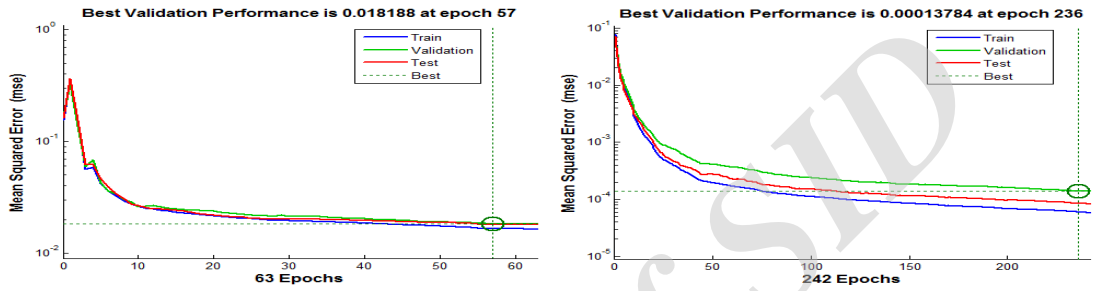 Best Validation Performance is 0.018188 at epoch 57
Mean Squared Error (mse)
10⁰
10⁻¹
10⁻²
Train
Validation
Test
Best
0 10 20 30 40 50 60
63 Epochs
Best Validation Performance is 0.00013784 at epoch 236
Mean Squared Error (mse)
10⁻¹
10⁻²
10⁻³
10⁻⁴
10⁻⁵
Train
Validation
Test
Best
0 50 100 150 200
242 Epochs
SID